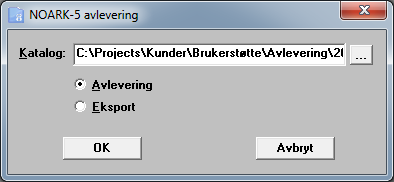 NOARK-5 avlevering
Katalog: C:\Projects\Kunder\Brukerstøtte\Avlevering\20 ...
Avlevering
Eksport
OK Avbryt